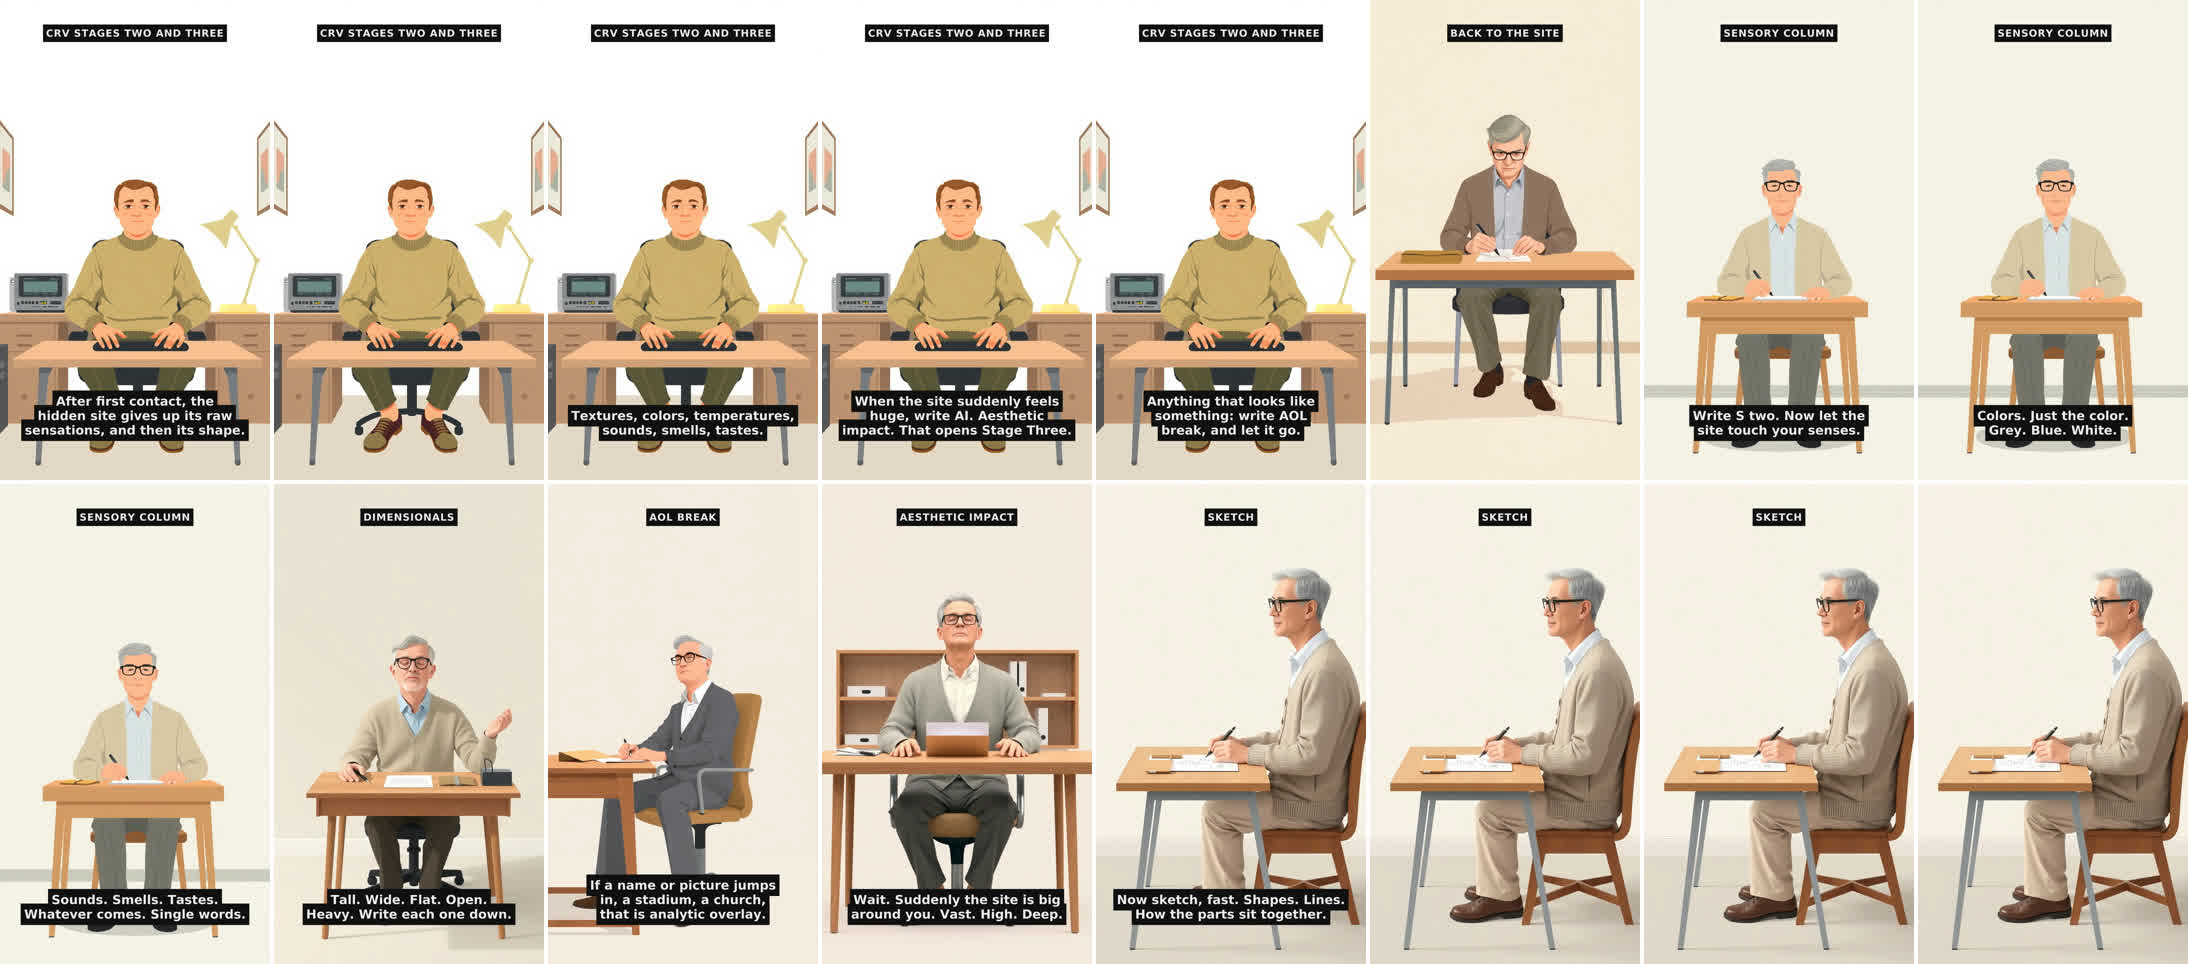 CRV STAGES TWO AND THREE
After first contact, the
hidden site gives up its raw
sensations, and then its shape.
CRV STAGES TWO AND THREE
CRV STAGES TWO AND THREE
Textures, colors, temperatures,
sounds, smells, tastes.
CRV STAGES TWO AND THREE
When the site suddenly feels
huge, write AI. Aesthetic
impact. That opens Stage Three.
CRV STAGES TWO AND THREE
Anything that looks like
something: write AOL
break, and let it go.
BACK TO THE SITE
SENSORY COLUMN
Write S two. Now let the
site touch your senses.
SENSORY COLUMN
Colors. Just the color.
Grey. Blue. White.
SENSORY COLUMN
Sounds. Smells. Tastes.
Whatever comes. Single words.
DIMENSIONALS
Tall. Wide. Flat. Open.
Heavy. Write each one down.
AOL BREAK
If a name or picture jumps
in, a stadium, a church,
that is analytic overlay.
AESTHETIC IMPACT
Wait. Suddenly the site is big
around you. Vast. High. Deep.
SKETCH
Now sketch, fast. Shapes. Lines.
How the parts sit together.
SKETCH
SKETCH